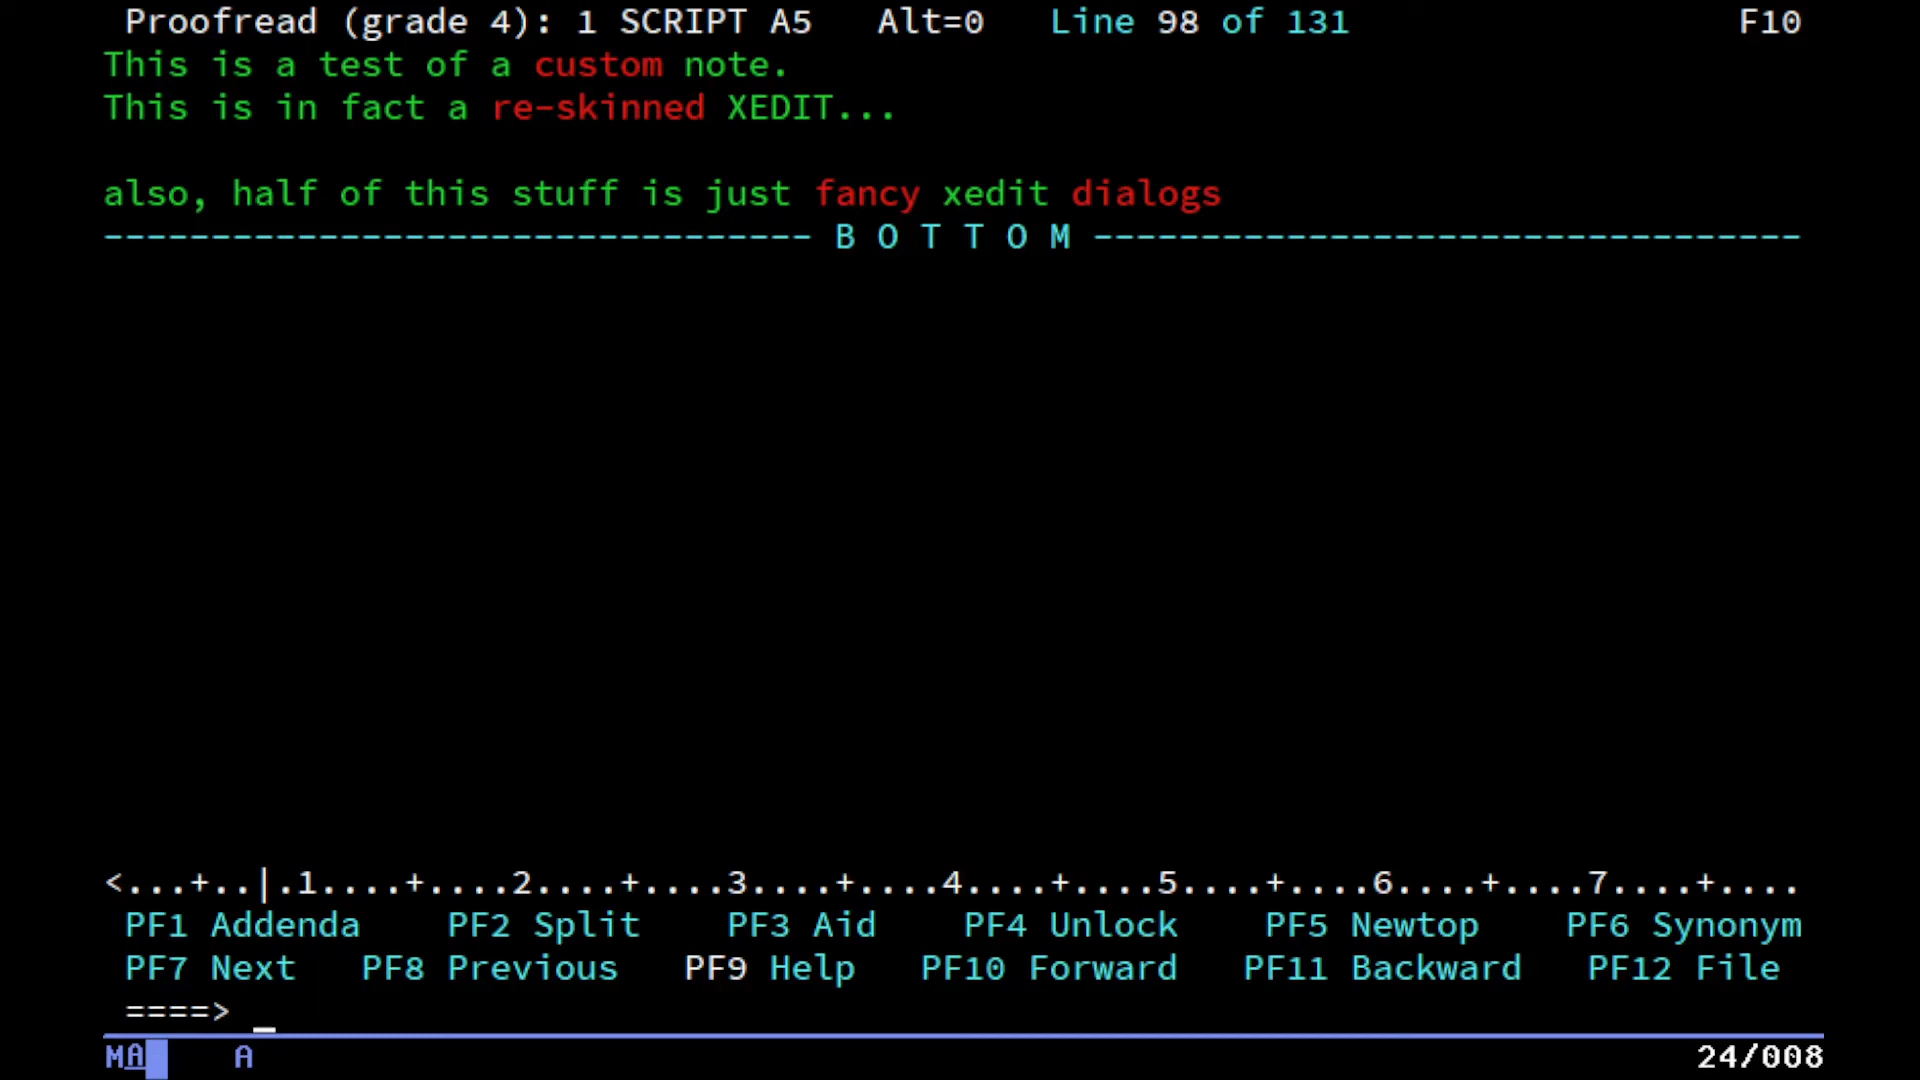 Proofread (grade 4): 1 SCRIPT A5 Alt=0 Line 98 of 131 F10
This is a test of a custom note.
This is in fact a re-skinned XEDIT...
also, half of this stuff is just fancy xedit dialogs
--------------------------------- B O T T O M ---------------------------------
<...+..|.1....+....2....+....3....+....4....+....5....+....6....+....7....+....
PF1 Addenda PF2 Split PF3 Aid PF4 Unlock PF5 Newtop PF6 Synonym
PF7 Next PF8 Previous PF9 Help PF10 Forward PF11 Backward PF12 File
====> _
MA A 24/008